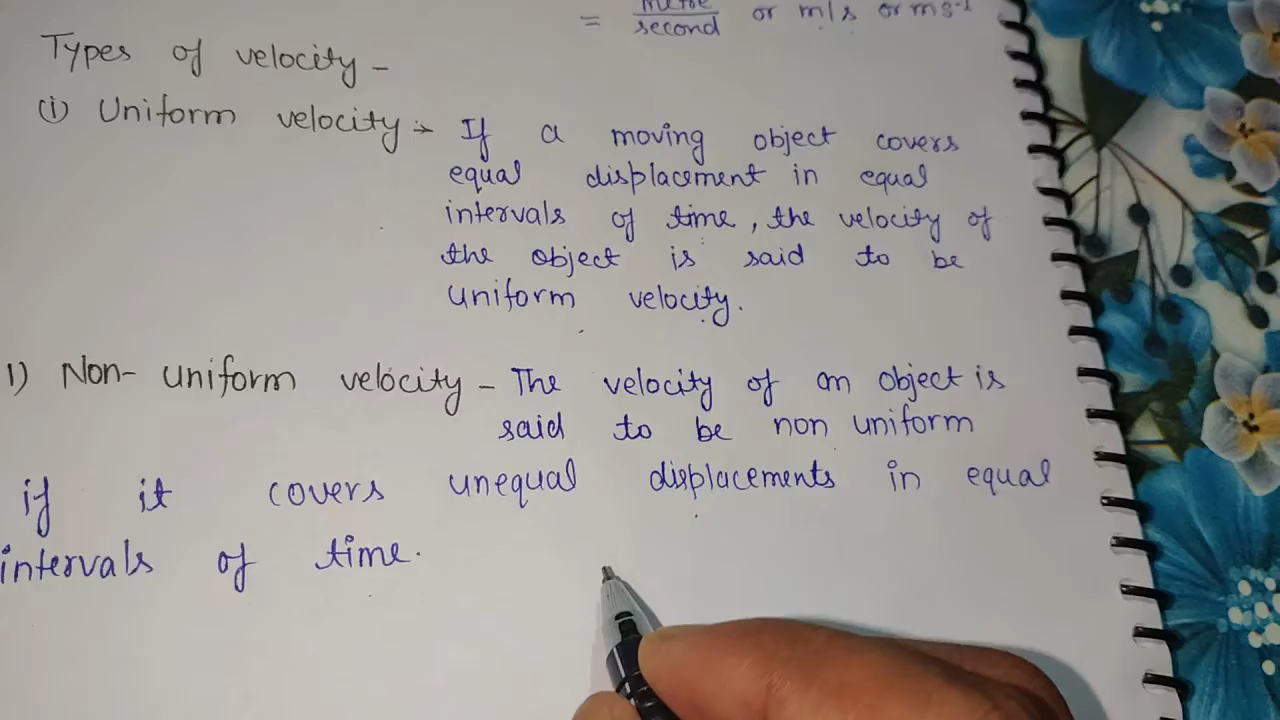 = metre/second or m/s or ms-1
Types of velocity -
(i) Uniform velocity :- If a moving object covers
equal displacement in equal
intervals of time, the velocity of
the object is said to be
uniform velocity.
1) Non-uniform velocity - The velocity of an object is
said to be non uniform
if it covers unequal displacements in equal
intervals of time.